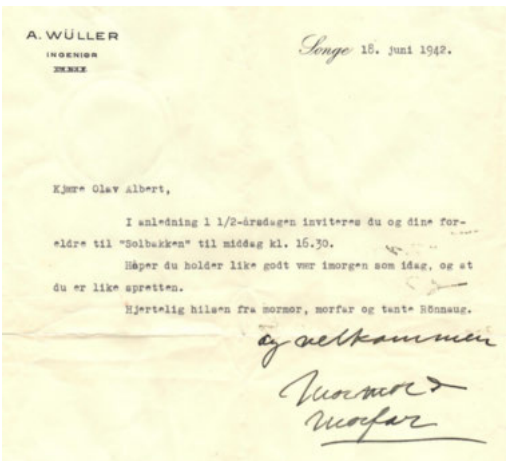 A. WÜLLER
INGENIØR
Songe 18. juni 1942.
Kjære Olav Albert,
I anledning 1 1/2-årsdagen inviteres du og dine for-
eldre til "Solbakken" til middag kl. 16.30.
Håper du holder like godt vær imorgen som idag, og at
du er like spretten.
Hjertelig hilsen fra mormor, morfar og tante Rönnaug.
og velkommen
Mormor &
Morfar